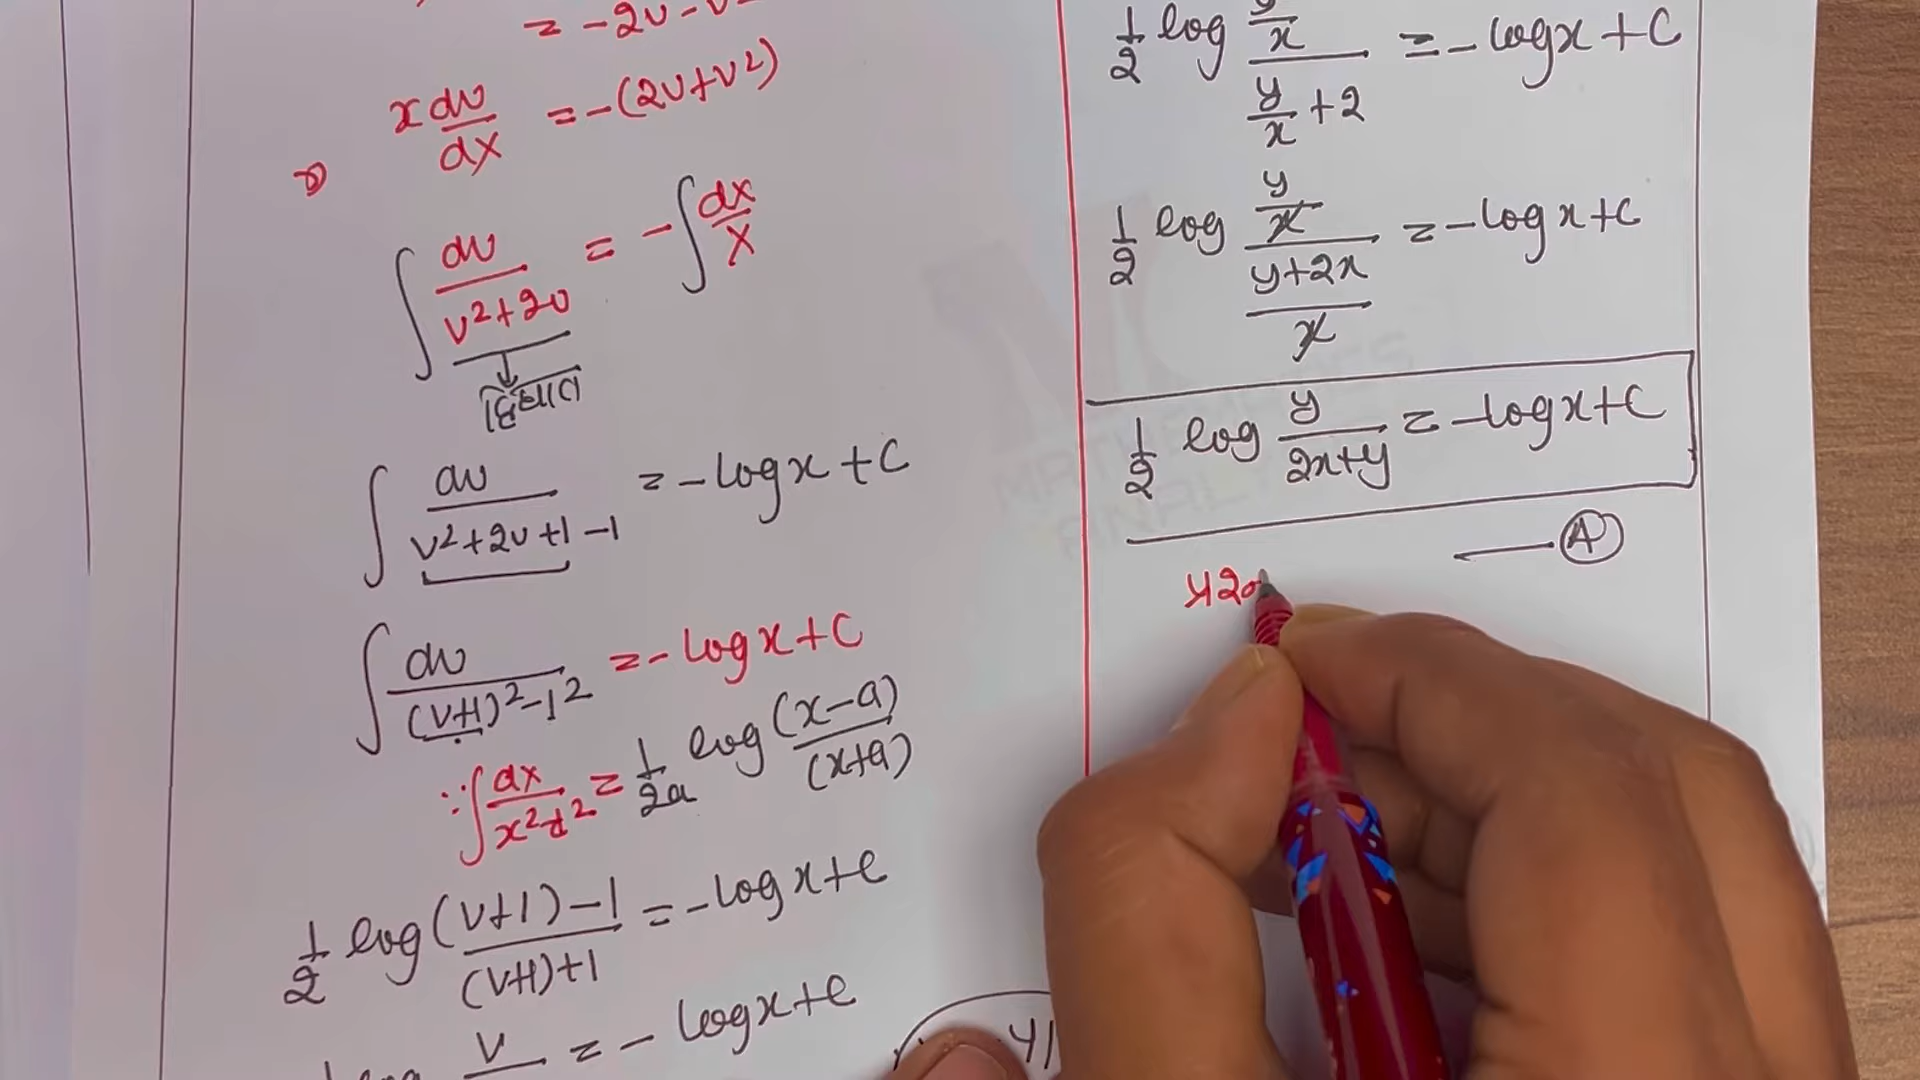 = -2v - v²
x dv/dx = -(2v+v²)
∫ dv/(v²+2v) = -∫ dx/x
∫ dv/(v²+2v+1-1) = -log x + c
∫ dv/((v+1)²-1²) = -log x + c
∵ ∫ dx/(x²-a²) = 1/2a log (x-a)/(x+a)
1/2 log (v+1)-1/(v+1)+1 = -log x + c
v = -log x + c
1/2 log (y/x)/(y/x + 2) = -log x + c
1/2 log (y/x)/((y+2x)/x) = -log x + c
1/2 log y/(2x+y) = -log x + c
A